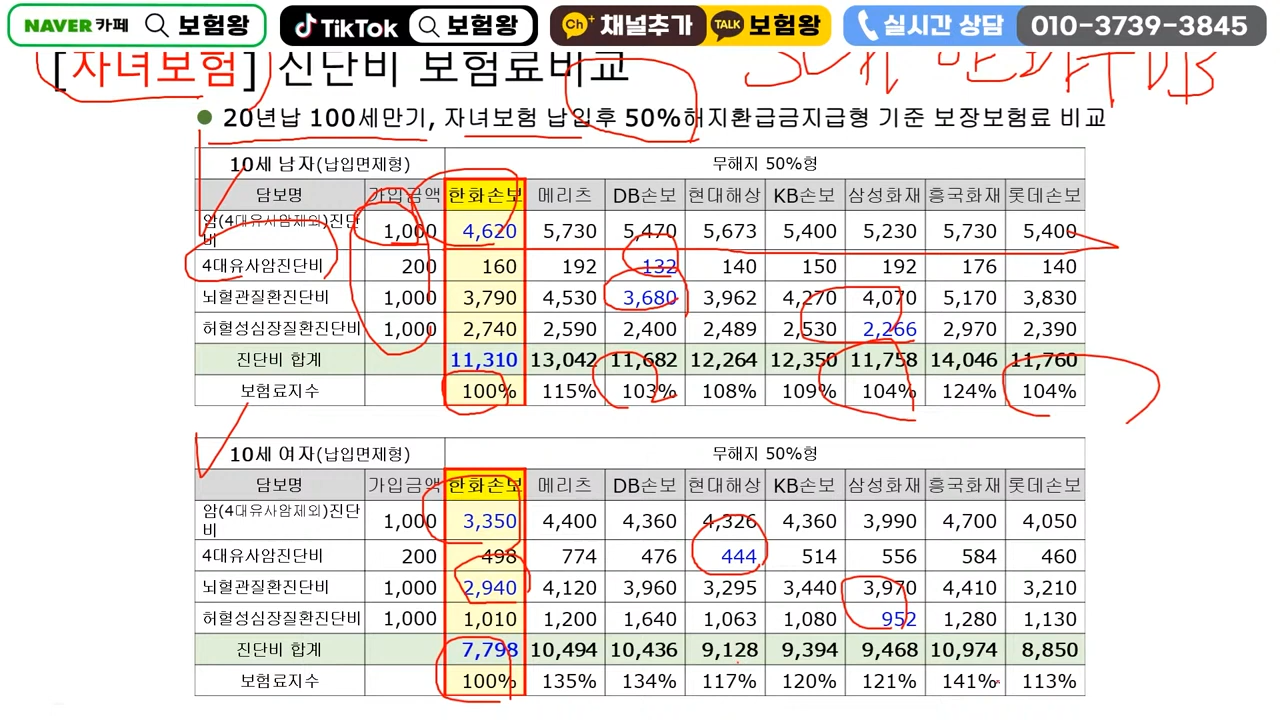 NAVER 카페 보험왕 TikTok 보험왕 Ch+ 채널추가 TALK 보험왕 실시간 상담 010-3739-3845
[자녀보험] 진단비 보험료비교
20년납 100세만기, 자녀보험 납입후 50%해지환급금지급형 기준 보장보험료 비교
10세 남자(납입면제형) 무해지 50%형
담보명 가입금액 한화손보 메리츠 DB손보 현대해상 KB손보 삼성화재 흥국화재 롯데손보
암(4대유사암제외)진단비 1,000 4,620 5,730 5,470 5,673 5,400 5,230 5,730 5,400
4대유사암진단비 200 160 192 132 140 150 192 176 140
뇌혈관질환진단비 1,000 3,790 4,530 3,680 3,962 4,270 4,070 5,170 3,830
허혈성심장질환진단비 1,000 2,740 2,590 2,400 2,489 2,530 2,266 2,970 2,390
진단비 합계 11,310 13,042 11,682 12,264 12,350 11,758 14,046 11,760
보험료지수 100% 115% 103% 108% 109% 104% 124% 104%
10세 여자(납입면제형) 무해지 50%형
담보명 가입금액 한화손보 메리츠 DB손보 현대해상 KB손보 삼성화재 흥국화재 롯데손보
암(4대유사암제외)진단비 1,000 3,350 4,400 4,360 4,326 4,360 3,990 4,700 4,050
4대유사암진단비 200 498 774 476 444 514 556 584 460
뇌혈관질환진단비 1,000 2,940 4,120 3,960 3,295 3,440 3,970 4,410 3,210
허혈성심장질환진단비 1,000 1,010 1,200 1,640 1,063 1,080 952 1,280 1,130
진단비 합계 7,798 10,494 10,436 9,128 9,394 9,468 10,974 8,850
보험료지수 100% 135% 134% 117% 120% 121% 141% 113%